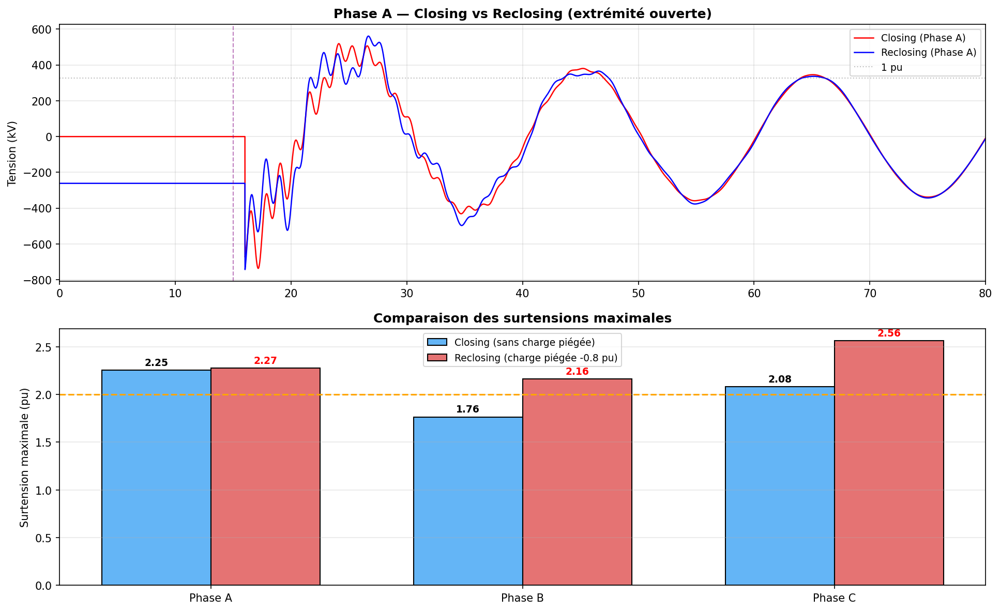 Phase A — Closing vs Reclosing (extrémité ouverte)
Tension (kV)
600
400
200
0
−200
−400
−600
−800
Closing (Phase A)
Reclosing (Phase A)
1 pu
0 10 20 30 40 50 60 70 80
Comparaison des surtensions maximales
Surtension maximale (pu)
2.5
2.0
1.5
1.0
0.5
0.0
Closing (sans charge piégée)
Reclosing (charge piégée -0.8 pu)
2.25
2.27
1.76
2.16
2.08
2.56
Phase A Phase B Phase C